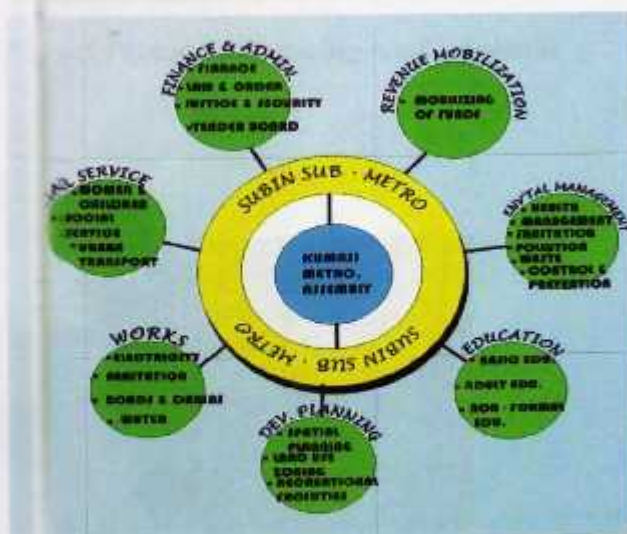 FINANCE & ADMIN.
• FINANCE
• LAW & ORDER
• JUSTICE & SECURITY
• TENDER BOARD
REVENUE MOBILIZATION
• MOBILIZING
OF FUNDS
SERVICE
• WOMEN &
CHILDREN
• SOCIAL
SERVICE
• URBAN
TRANSPORT
SUBIN SUB - METRO
KUMASI
METRO.
ASSEMBLY
SUBIN SUB - METRO
ENVTAL MANAGEMENT
• HEALTH
MANAGEMENT
• SANITATION
• POLLUTION
• WASTE
• CONTROL &
PREVENTION
WORKS
• ELECTRICITY
• SANITATION
• ROADS & DRAINS
• WATER
EDUCATION
• BASIC EDU.
• ADULT EDU.
• NON - FORMAL
EDU.
DEV. PLANNING
• SPATIAL
PLANNING
• LAND USE
ZONING
• RECREATIONAL
FACILITIES